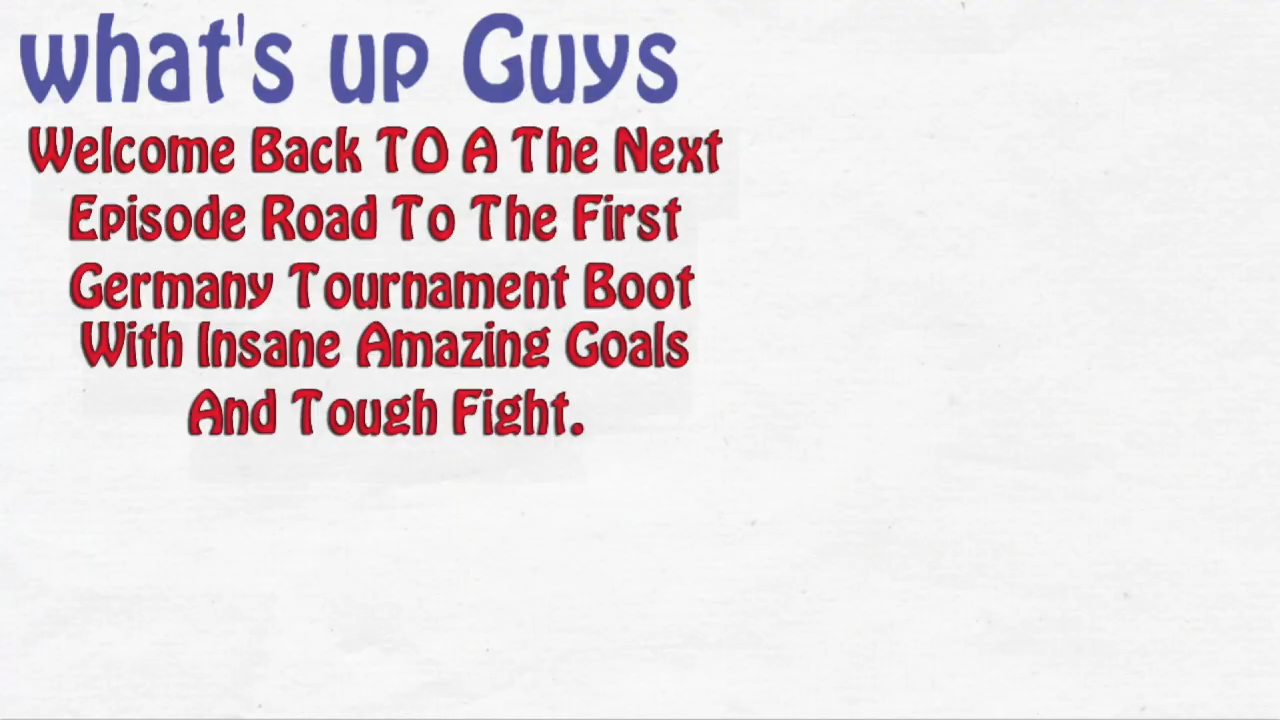 what's up Guys
Welcome Back TO A The Next
Episode Road To The First
Germany Tournament Boot
With Insane Amazing Goals
And Tough Fight.